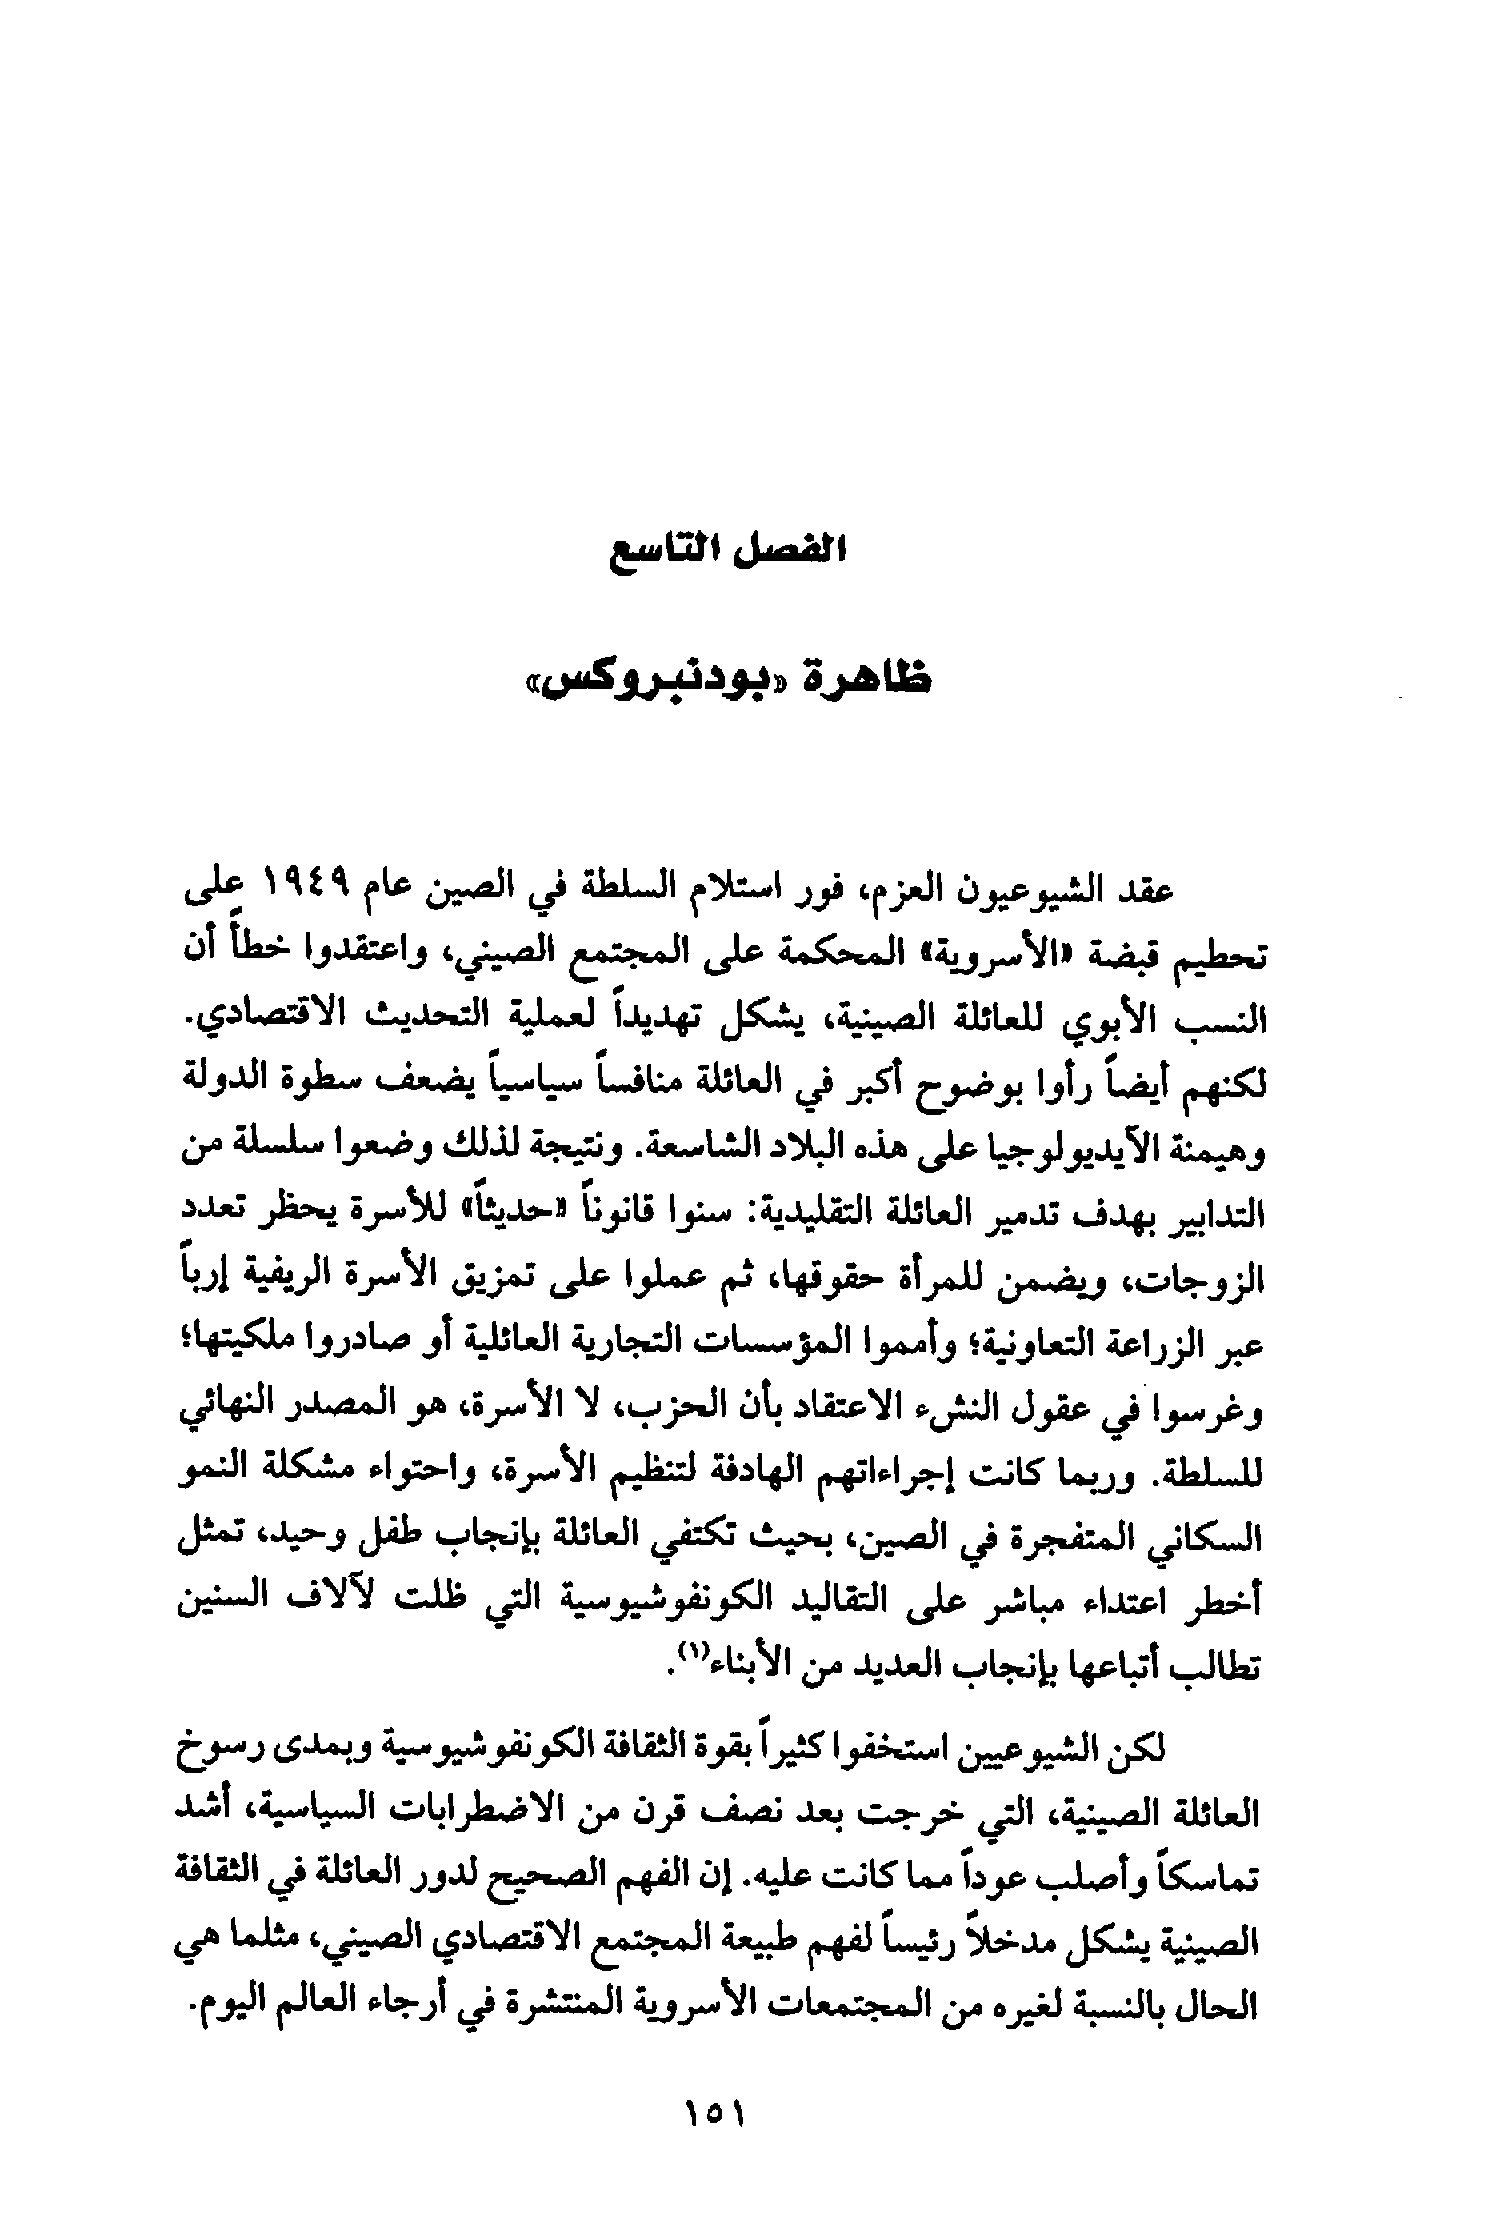 الفصل التاسع
ظاهرة «بودنبروكس»
عقد الشيوعيون العزم، فور استلام السلطة في الصين عام ١٩٤٩ على
تحطيم قبضة «الأسروية» المحكمة على المجتمع الصيني، واعتقدوا خطأً أن
النسب الأبوي للعائلة الصينية، يشكل تهديداً لعملية التحديث الاقتصادي.
لكنهم أيضاً رأوا بوضوح أكبر في العائلة منافساً سياسياً يضعف سطوة الدولة
وهيمنة الأيديولوجيا على هذه البلاد الشاسعة. ونتيجة لذلك وضعوا سلسلة من
التدابير بهدف تدمير العائلة التقليدية: سنوا قانوناً «حديثاً» للأسرة يحظر تعدد
الزوجات، ويضمن للمرأة حقوقها، ثم عملوا على تمزيق الأسرة الريفية إرباً
عبر الزراعة التعاونية؛ وأمموا المؤسسات التجارية العائلية أو صادروا ملكيتها؛
وغرسوا في عقول النشء الاعتقاد بأن الحزب، لا الأسرة، هو المصدر النهائي
للسلطة. وربما كانت إجراءاتهم الهادفة لتنظيم الأسرة، واحتواء مشكلة النمو
السكاني المتفجرة في الصين، بحيث تكتفي العائلة بإنجاب طفل وحيد، تمثل
أخطر اعتداء مباشر على التقاليد الكونفوشيوسية التي ظلت لآلاف السنين
تطالب أتباعها بإنجاب العديد من الأبناء(١).
لكن الشيوعيين استخفوا كثيراً بقوة الثقافة الكونفوشيوسية وبمدى رسوخ
العائلة الصينية، التي خرجت بعد نصف قرن من الاضطرابات السياسية، أشد
تماسكاً وأصلب عوداً مما كانت عليه. إن الفهم الصحيح لدور العائلة في الثقافة
الصينية يشكل مدخلاً رئيساً لفهم طبيعة المجتمع الاقتصادي الصيني، مثلما هي
الحال بالنسبة لغيره من المجتمعات الأسروية المنتشرة في أرجاء العالم اليوم.
١٥١